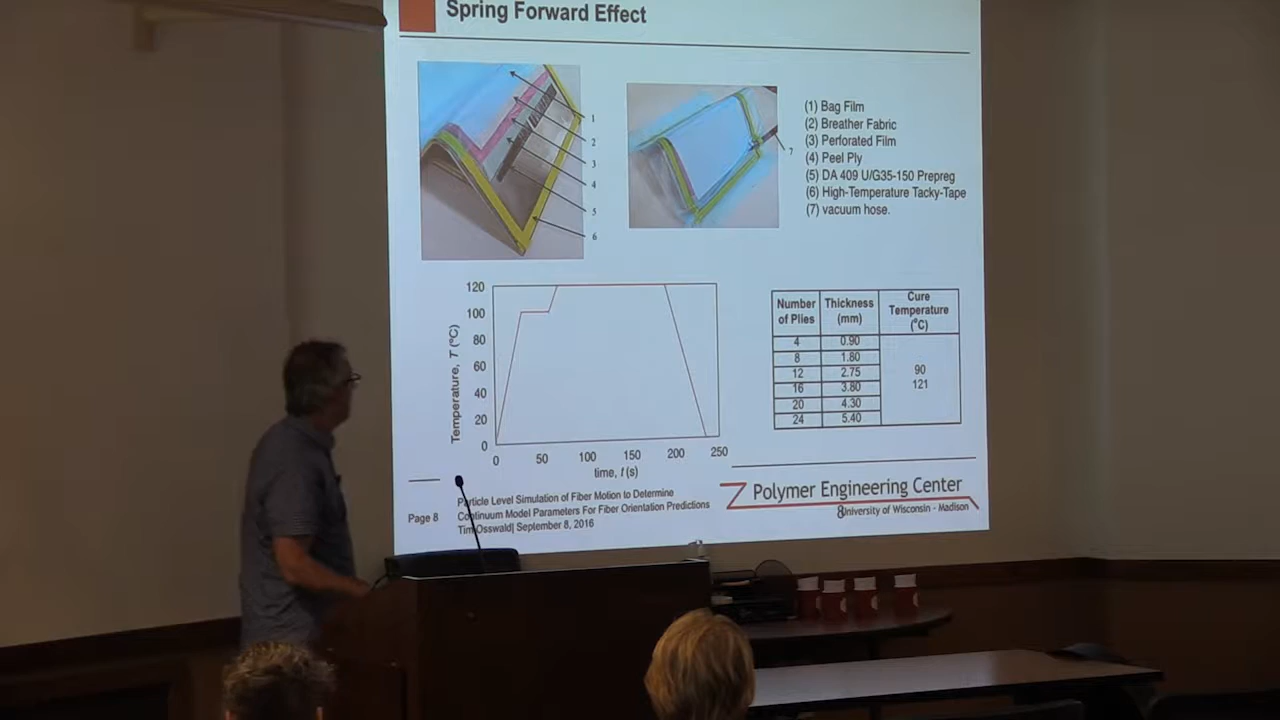 Spring Forward Effect
1
2
3
4
5
6
7
(1) Bag Film
(2) Breather Fabric
(3) Perforated Film
(4) Peel Ply
(5) DA 409 U/G35-150 Prepreg
(6) High-Temperature Tacky-Tape
(7) vacuum hose.
Temperature, T (°C)
120
100
80
60
40
20
0
0 50 100 150 200 250
time, t (s)
Number of Plies
Thickness (mm)
Cure Temperature (°C)
4 0.90
8 1.80
12 2.75
16 3.80
20 4.30
24 5.40
90
121
Page 8
Particle Level Simulation of Fiber Motion to Determine
Continuum Model Parameters For Fiber Orientation Predictions
Tim Osswald| September 8, 2016
Polymer Engineering Center
8
University of Wisconsin - Madison